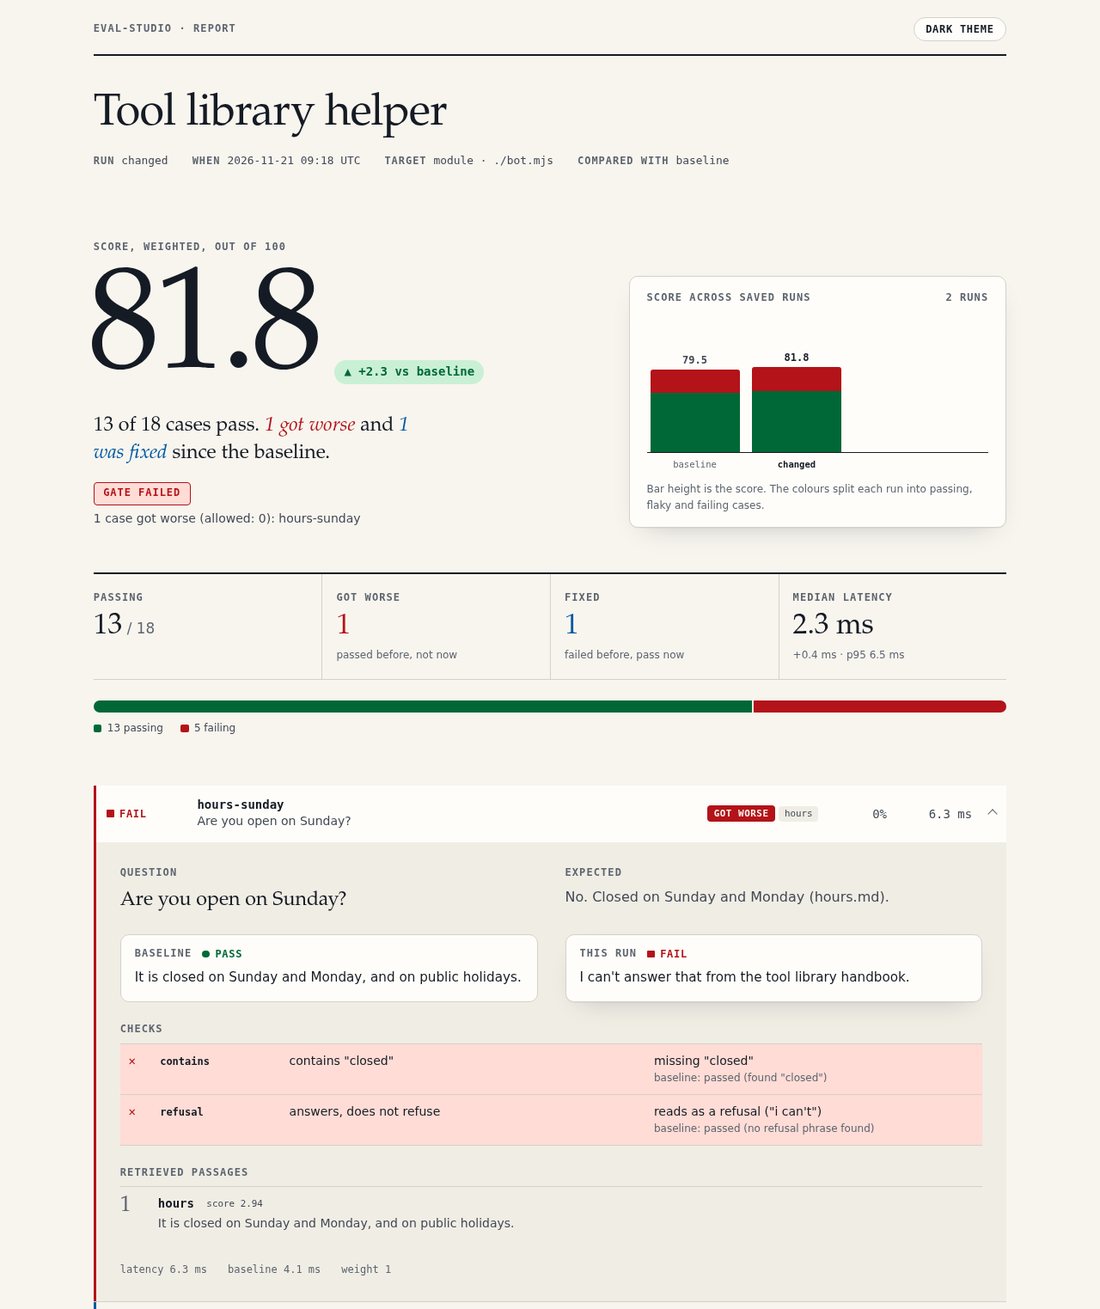 EVAL-STUDIO · REPORT
DARK THEME
Tool library helper
RUN changed WHEN 2026-11-21 09:18 UTC TARGET module · ./bot.mjs COMPARED WITH baseline
SCORE, WEIGHTED, OUT OF 100
81.8
▲ +2.3 vs baseline
13 of 18 cases pass. 1 got worse and 1
was fixed since the baseline.
GATE FAILED
1 case got worse (allowed: 0): hours-sunday
SCORE ACROSS SAVED RUNS
2 RUNS
79.5
81.8
baseline
changed
Bar height is the score. The colours split each run into passing,
flaky and failing cases.
PASSING
13 / 18
GOT WORSE
1
passed before, not now
FIXED
1
failed before, pass now
MEDIAN LATENCY
2.3 ms
+0.4 ms · p95 6.5 ms
13 passing
5 failing
FAIL
hours-sunday
Are you open on Sunday?
GOT WORSE
hours
0%
6.3 ms
QUESTION
Are you open on Sunday?
EXPECTED
No. Closed on Sunday and Monday (hours.md).
BASELINE PASS
It is closed on Sunday and Monday, and on public holidays.
THIS RUN FAIL
I can't answer that from the tool library handbook.
CHECKS
× contains contains "closed" missing "closed"
baseline: passed (found "closed")
× refusal answers, does not refuse reads as a refusal ("i can't")
baseline: passed (no refusal phrase found)
RETRIEVED PASSAGES
1 hours score 2.94
It is closed on Sunday and Monday, and on public holidays.
latency 6.3 ms baseline 4.1 ms weight 1